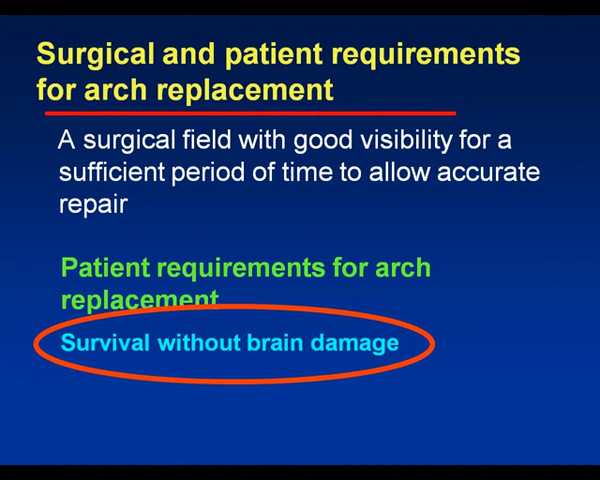 Surgical and patient requirements
for arch replacement
A surgical field with good visibility for a
sufficient period of time to allow accurate
repair
Patient requirements for arch
replacement
Survival without brain damage